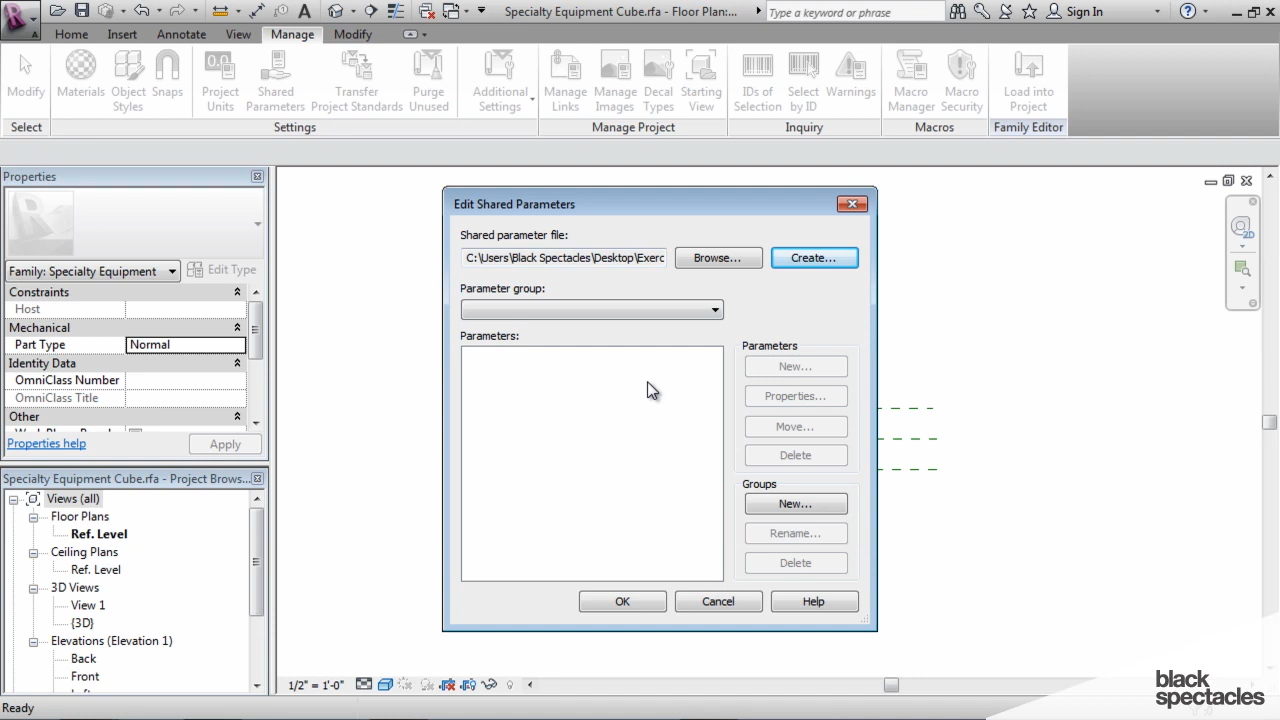 Specialty Equipment Cube.rfa - Floor Plan:...
Type a keyword or phrase
Sign In
Home Insert Annotate View Manage Modify
Modify
Materials
Object Styles
Snaps
Project Units
Shared Parameters
Transfer Project Standards
Purge Unused
Additional Settings
Manage Links
Manage Images
Decal Types
Starting View
IDs of Selection
Select by ID
Warnings
Macro Manager
Macro Security
Load into Project
Select Settings Manage Project Inquiry Macros Family Editor
Properties
Family: Specialty Equipment Edit Type
Constraints
Host
Mechanical
Part Type Normal
Identity Data
OmniClass Number
OmniClass Title
Other
Properties help Apply
Specialty Equipment Cube.rfa - Project Brows...
Views (all)
Floor Plans
Ref. Level
Ceiling Plans
Ref. Level
3D Views
View 1
{3D}
Elevations (Elevation 1)
Back
Front
Edit Shared Parameters
Shared parameter file:
C:\Users\Black Spectacles\Desktop\Exerc Browse... Create...
Parameter group:
Parameters:
Parameters
New...
Properties...
Move...
Delete
Groups
New...
Rename...
Delete
OK Cancel Help
2D
1/2" = 1'-0"
Ready
black
spectacles